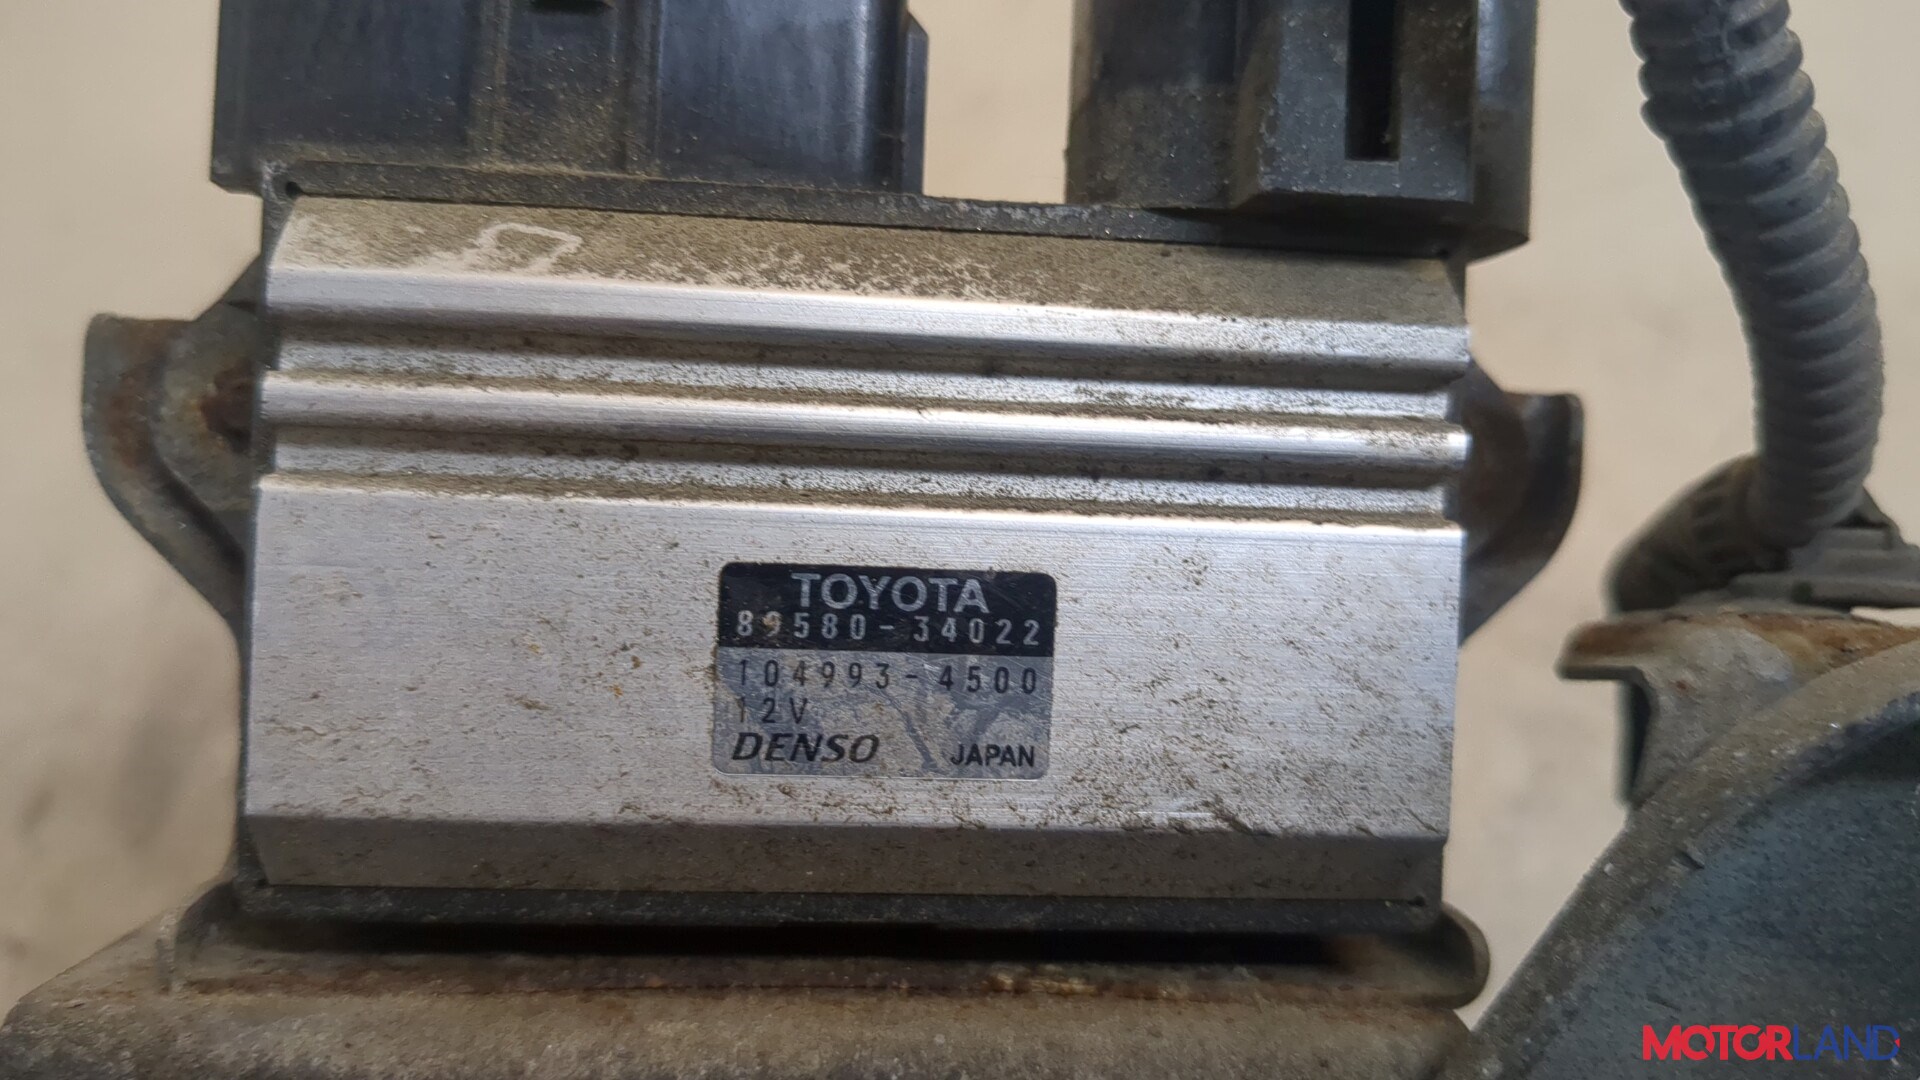 TOYOTA
89580-34022
104993-4500
12V
DENSO JAPAN
MOTORLAND